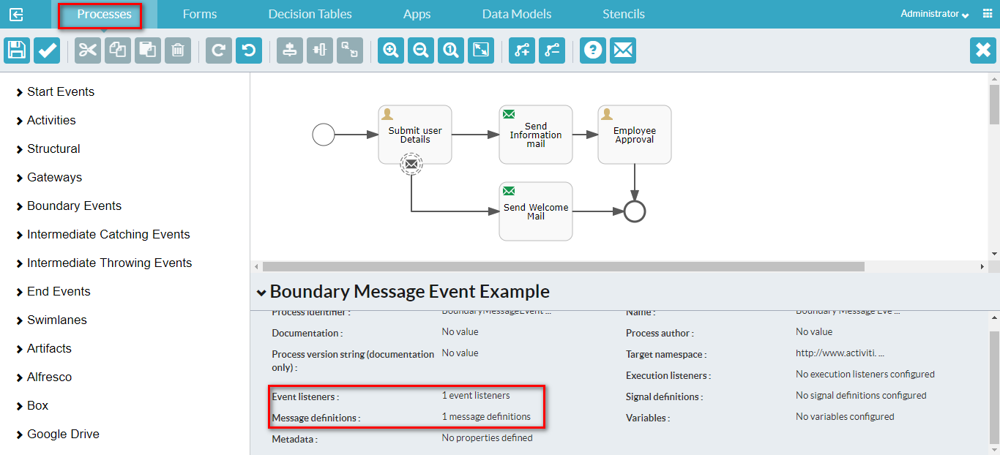 Processes Forms Decision Tables Apps Data Models Stencils Administrator
Start Events
Activities
Structural
Gateways
Boundary Events
Intermediate Catching Events
Intermediate Throwing Events
End Events
Swimlanes
Artifacts
Alfresco
Box
Google Drive
Submit user
Details
Send
Information
mail
Employee
Approval
Send Welcome
Mail
Boundary Message Event Example
Process identifier : BoundaryMessageEvent ... Name : Boundary Message Eve ...
Documentation : No value Process author : No value
Process version string (documentation No value Target namespace : http://www.activiti. ...
only) :
Execution listeners : No execution listeners configured
Event listeners : 1 event listeners Signal definitions : No signal definitions configured
Message definitions : 1 message definitions Variables : No variables configured
Metadata : No properties defined